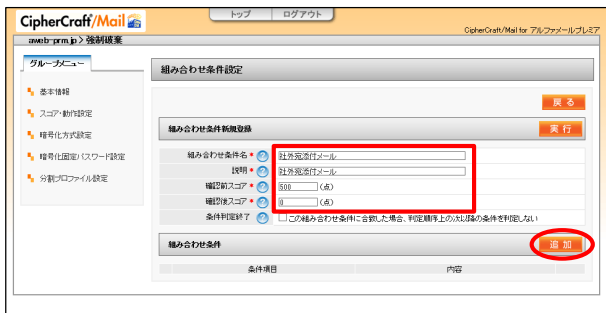 CipherCraft/Mail
トップ ログアウト
CipherCraft/Mail for アルファメールプレミア
aweb-prm.jp > 強制破棄
グループメニュー
基本情報
スコア・動作設定
暗号化方式設定
暗号化固定パスワード設定
分割プロファイル設定
組み合わせ条件設定
戻る
組み合わせ条件新規登録
実行
組み合わせ条件名 * ? 社外宛添付メール
説明 * ? 社外宛添付メール
確認前スコア * ? 500 (点)
確認後スコア * ? 0 (点)
条件判定終了 ? この組み合わせ条件に合致した場合、判定順序上の次以降の条件を判定しない
組み合わせ条件
追加
条件項目 内容